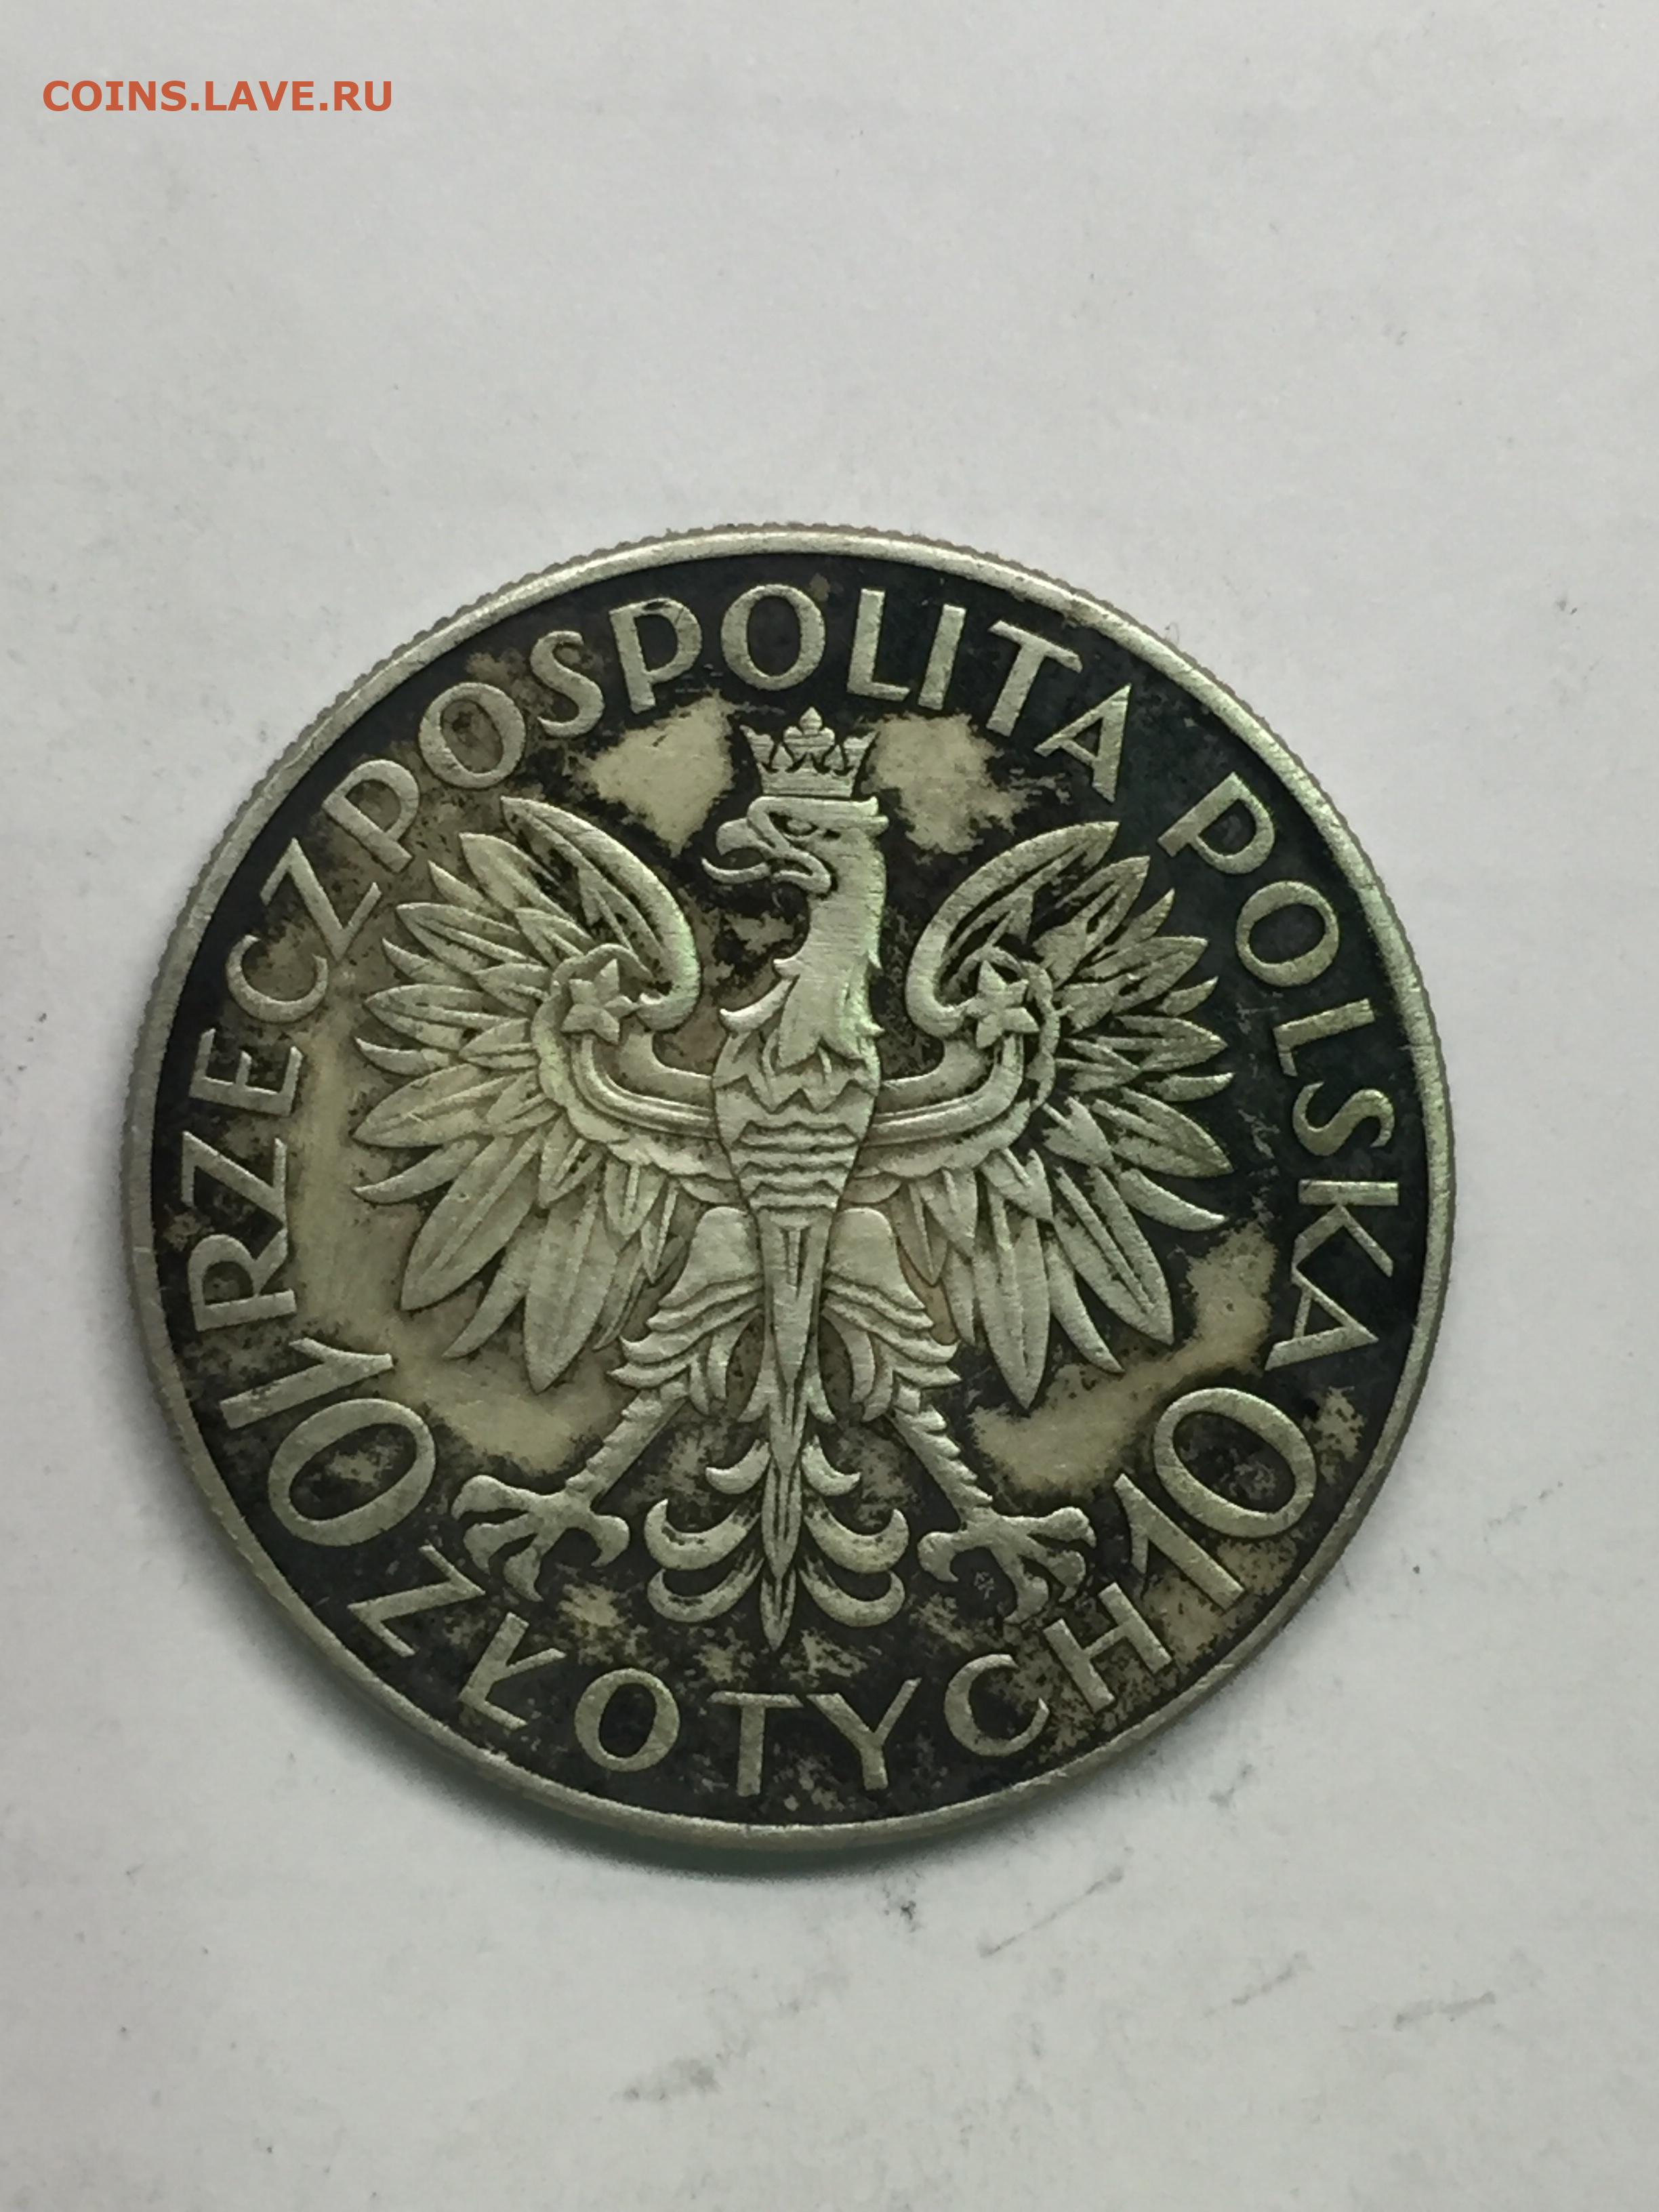 COINS.LAVE.RU
RZECZPOSPOLITA POLSKA
10 ZŁOTYCH 10